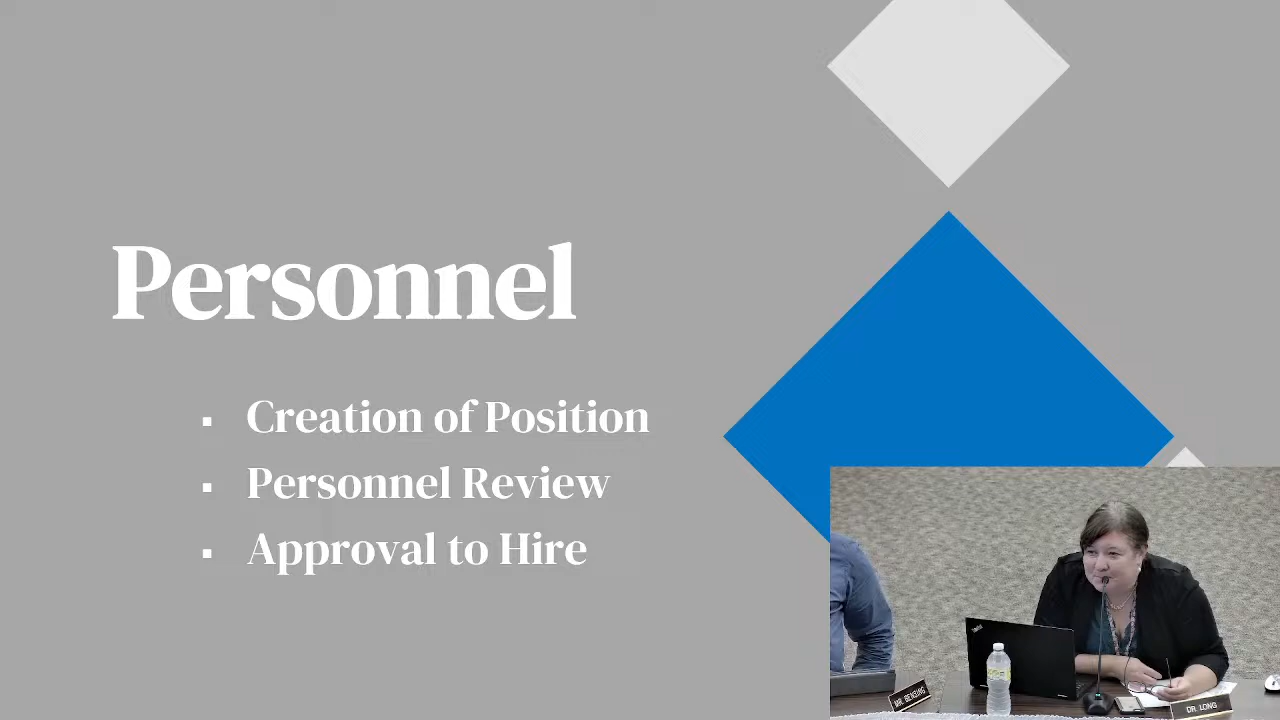 Personnel
▪ Creation of Position
▪ Personnel Review
▪ Approval to Hire
DR. LONG